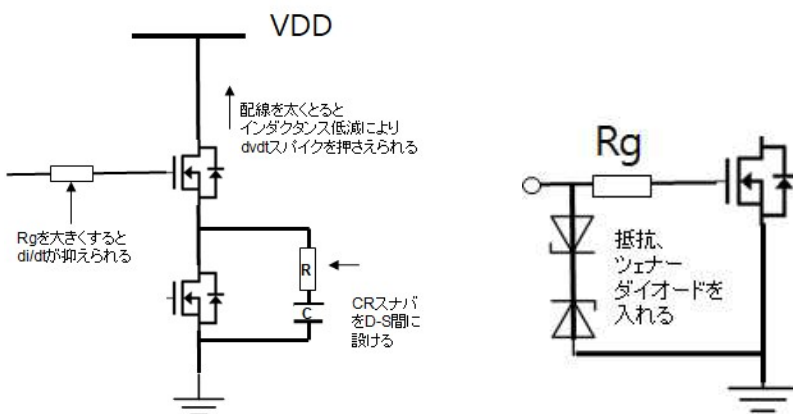 VDD
配線を太くとると
インダクタンス低減により
dvdtスパイクを押さえられる
Rgを大きくすると
di/dtが抑えられる
R
C
CRスナバ
をD-S間に
設ける
Rg
抵抗、
ツェナー
ダイオードを
入れる